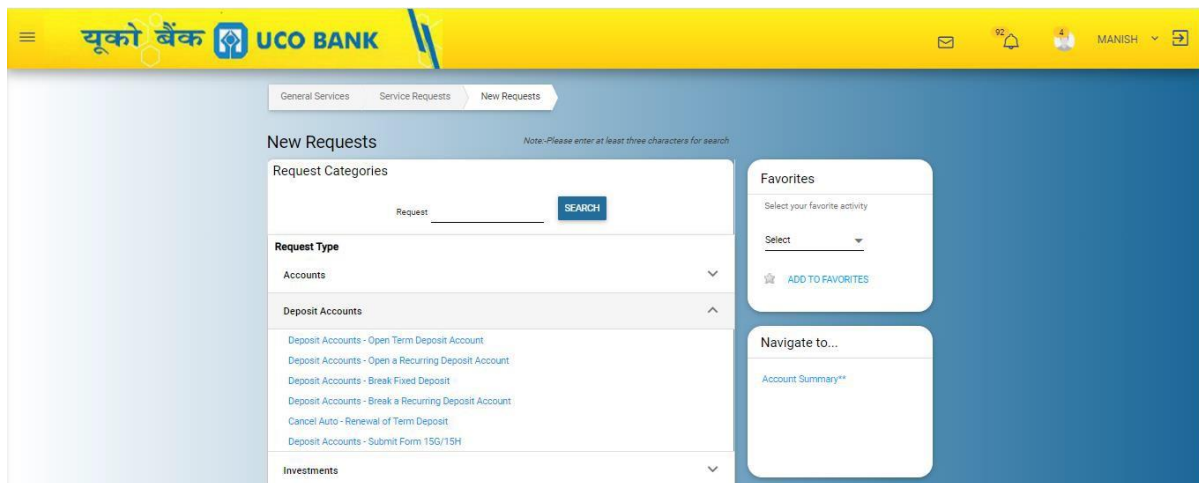 यूको बैंक UCO BANK
92
4
MANISH
General Services Service Requests New Requests
New Requests
Note:-Please enter at least three characters for search
Request Categories
Request
SEARCH
Request Type
Accounts
Deposit Accounts
Deposit Accounts - Open Term Deposit Account
Deposit Accounts - Open a Recurring Deposit Account
Deposit Accounts - Break Fixed Deposit
Deposit Accounts - Break a Recurring Deposit Account
Cancel Auto - Renewal of Term Deposit
Deposit Accounts - Submit Form 15G/15H
Investments
Favorites
Select your favorite activity
Select
ADD TO FAVORITES
Navigate to...
Account Summary**